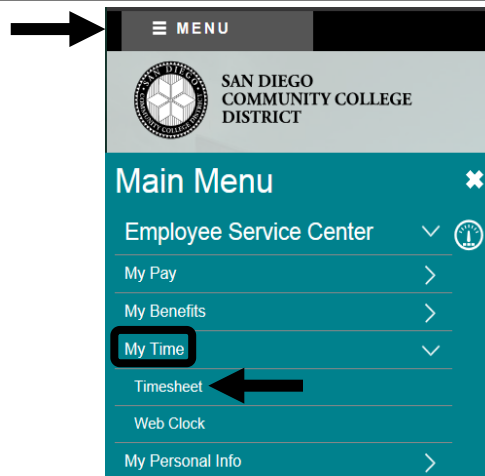 ☰ MENU
SAN DIEGO
COMMUNITY COLLEGE
DISTRICT
Main Menu
Employee Service Center
My Pay
My Benefits
My Time
Timesheet
Web Clock
My Personal Info